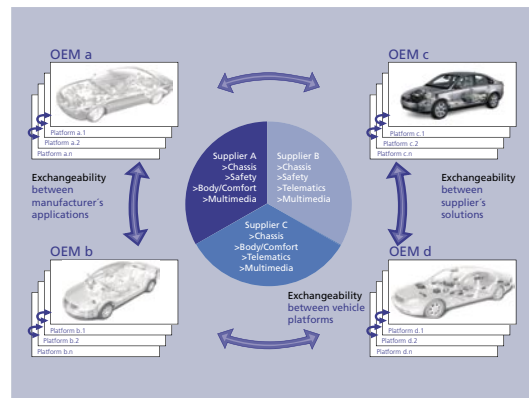 OEM a
Platform a.1
Platform a.2
Platform a.n
OEM c
Platform c.1
Platform c.2
Platform c.n
Supplier A
>Chassis
>Safety
>Body/Comfort
>Multimedia
Supplier B
>Chassis
>Safety
>Telematics
>Multimedia
Supplier C
>Chassis
>Body/Comfort
>Telematics
>Multimedia
Exchangeability
between
manufacturer´s
applications
Exchangeability
between
supplier´s
solutions
OEM b
Platform b.1
Platform b.2
Platform b.n
Exchangeability
between vehicle
platforms
OEM d
Platform d.1
Platform d.2
Platform d.n